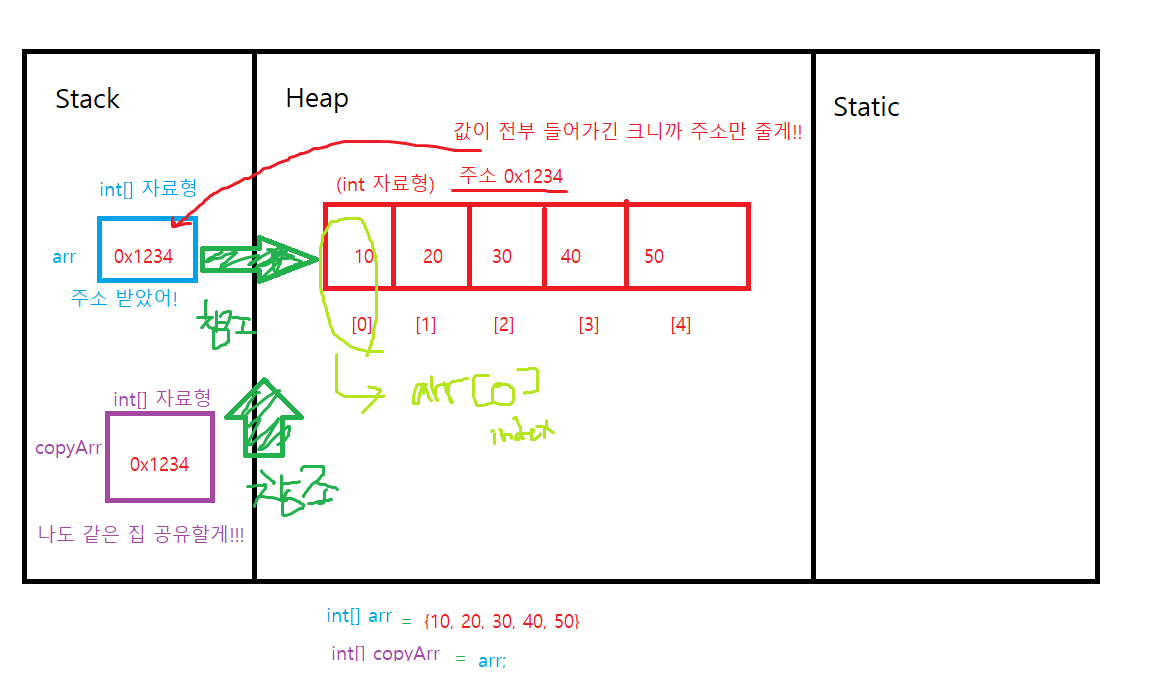 Stack
Heap
Static
값이 전부 들어가긴 크니까 주소만 줄게!!
int[] 자료형
(int 자료형)
주소 0x1234
arr
0x1234
10 20 30 40 50
주소 받았어!
참조
[0] [1] [2] [3] [4]
arr[0]
index
int[] 자료형
copyArr
0x1234
참조
나도 같은 집 공유할게!!!
int[] arr = {10, 20, 30, 40, 50}
int[] copyArr = arr;